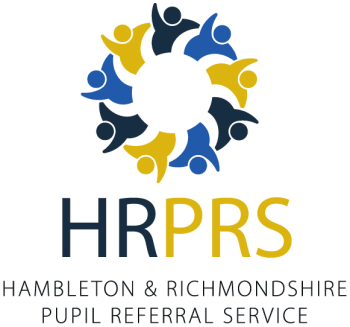 HRPRS
HAMBLETON & RICHMONDSHIRE
PUPIL REFERRAL SERVICE